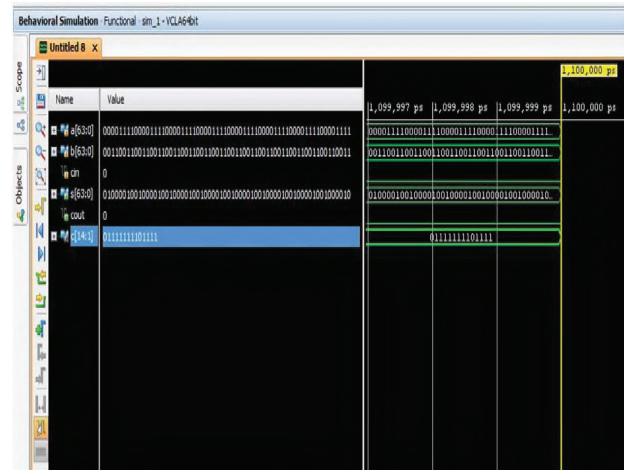 Behavioral Simulation - Functional - sim_1 - VCLA64bit
Untitled 8 x
Scope
Objects
1,100,000 ps
Name Value
1,099,997 ps 1,099,998 ps 1,099,999 ps 1,100,000 ps
a[63:0] 0000111100001111000011110000111100001111000011110000111100001111
b[63:0] 0011001100110011001100110011001100110011001100110011001100110011
cin 0
s[63:0] 0100001001000010010000100100001001000010010000100100001001000010
cout 0
c[14:1] 01111111101111 01111111101111